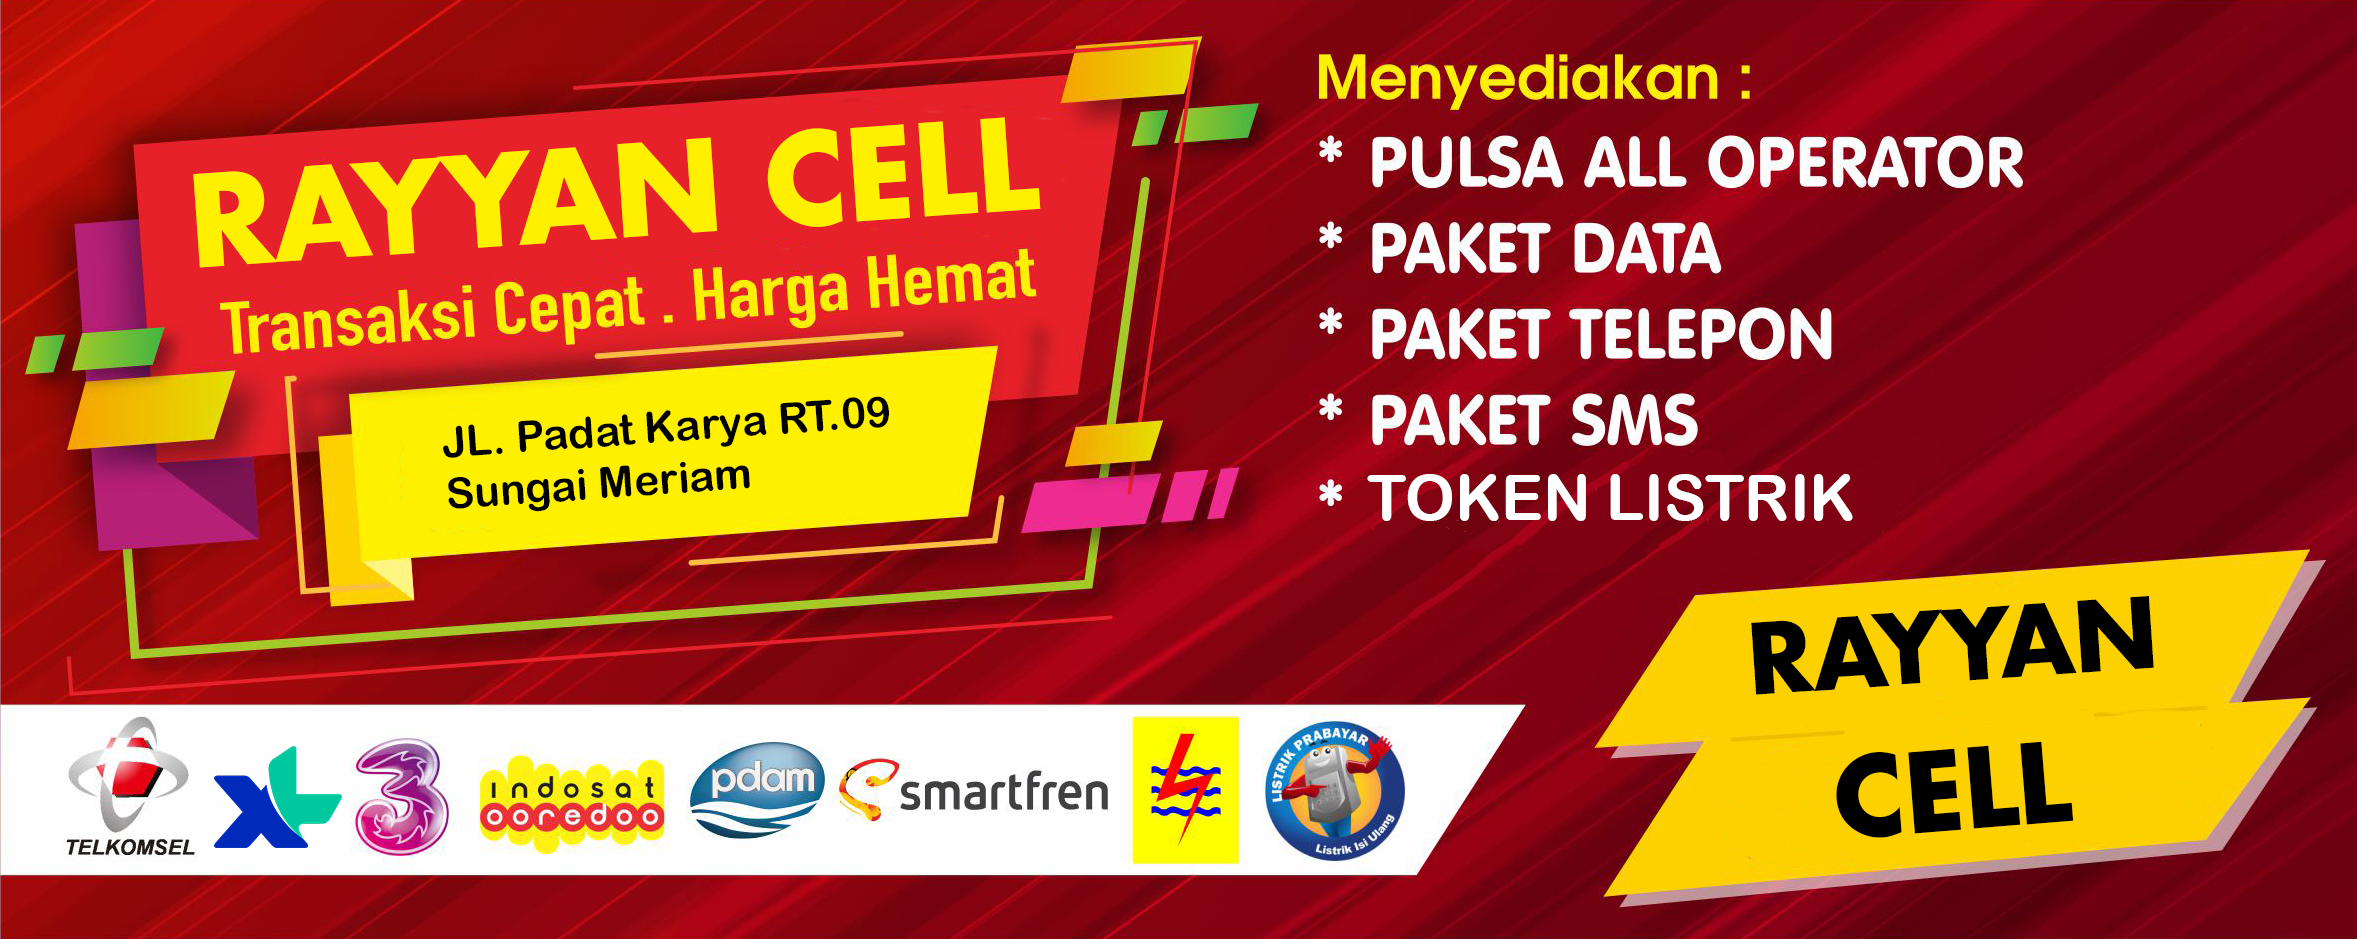 RAYYAN CELL
Transaksi Cepat . Harga Hemat
JL. Padat Karya RT.09
Sungai Meriam
Menyediakan :
* PULSA ALL OPERATOR
* PAKET DATA
* PAKET TELEPON
* PAKET SMS
* TOKEN LISTRIK
RAYYAN
CELL
TELKOMSEL
XL
3
indosat
ooredoo
pdam
smartfren
LISTRIK PRABAYAR
Listrik Isi Ulang